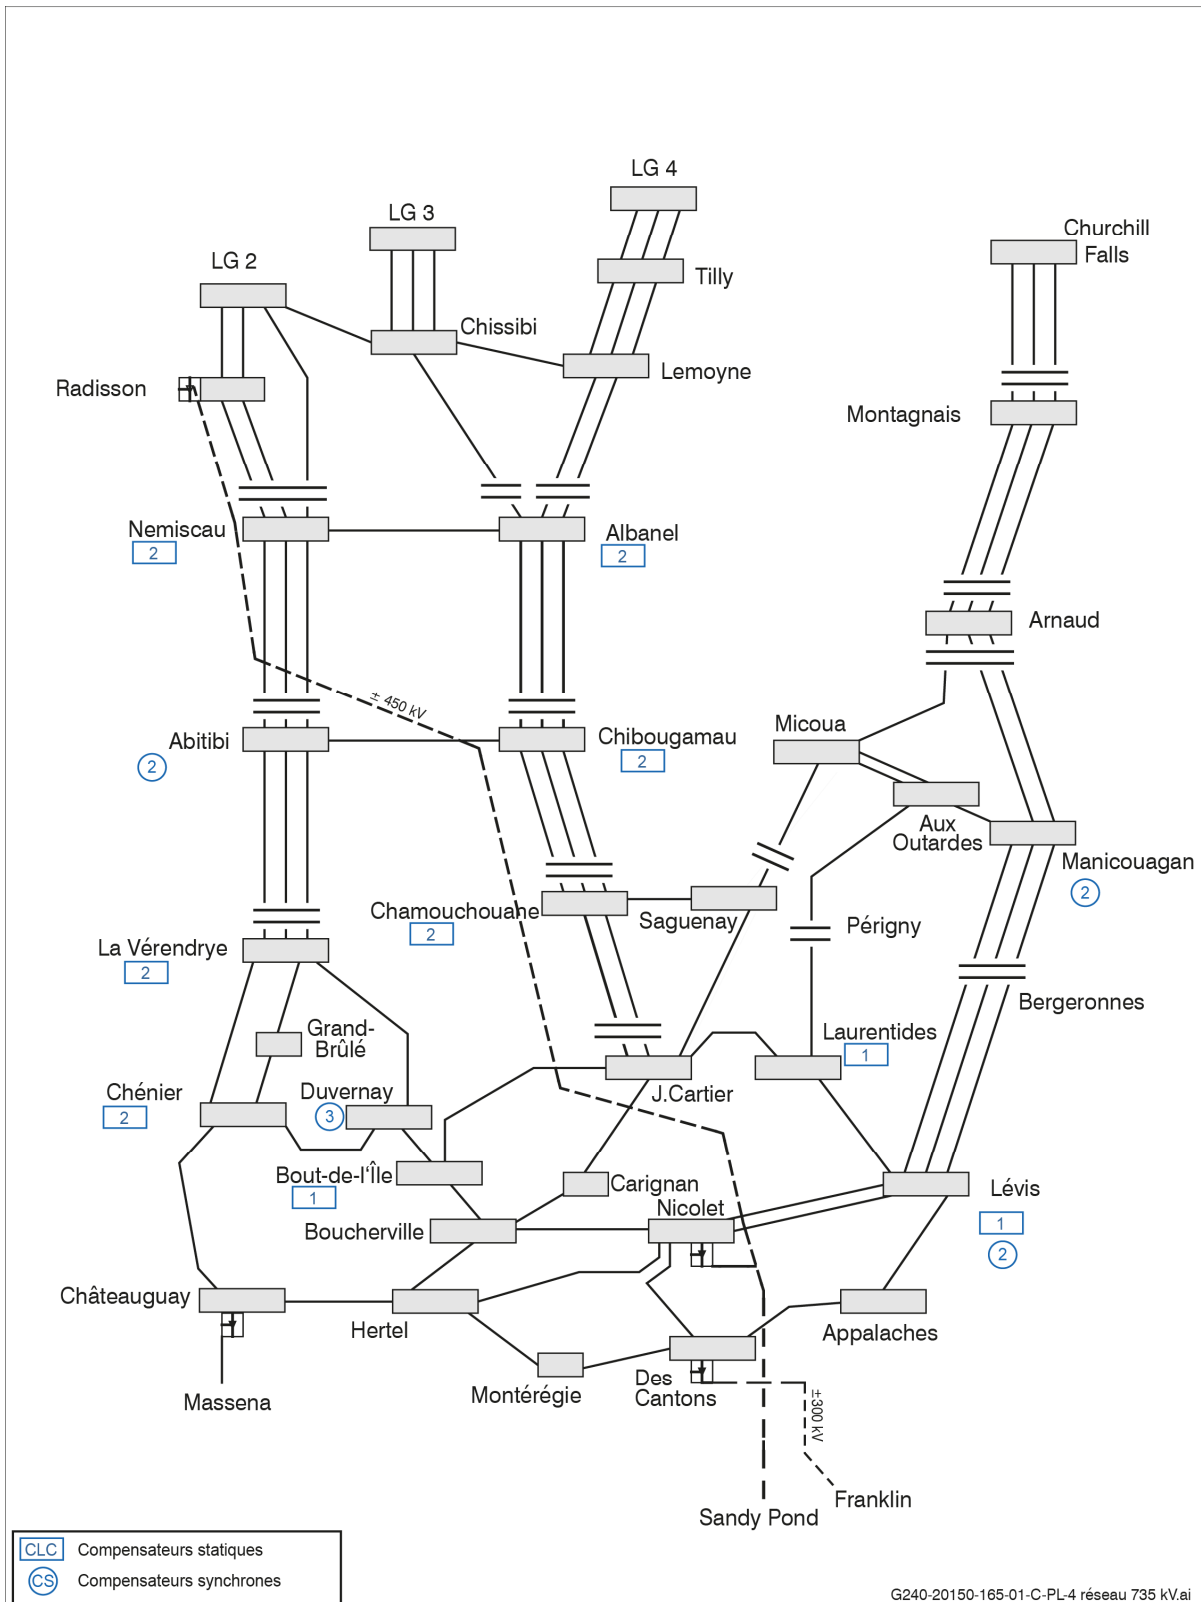 LG 4
LG 3
Churchill
Falls
LG 2
Tilly
Chissibi
Lemoyne
Radisson
Montagnais
Nemiscau
2
Albanel
2
Arnaud
± 450 kV
Micoua
Abitibi
2
Chibougamau
2
Aux
Outardes
Manicouagan
2
Chamouchouane
2
Saguenay
Périgny
La Vérendrye
2
Bergeronnes
Grand-
Brûlé
Laurentides
1
Chénier
2
Duvernay
3
J.Cartier
Bout-de-l'Île
1
Carignan
Lévis
1
2
Nicolet
Boucherville
Châteauguay
Hertel
Appalaches
Des
Cantons
Montérégie
Massena
±300 kV
Franklin
Sandy Pond
CLC Compensateurs statiques
CS Compensateurs synchrones
G240-20150-165-01-C-PL-4 réseau 735 kV.ai